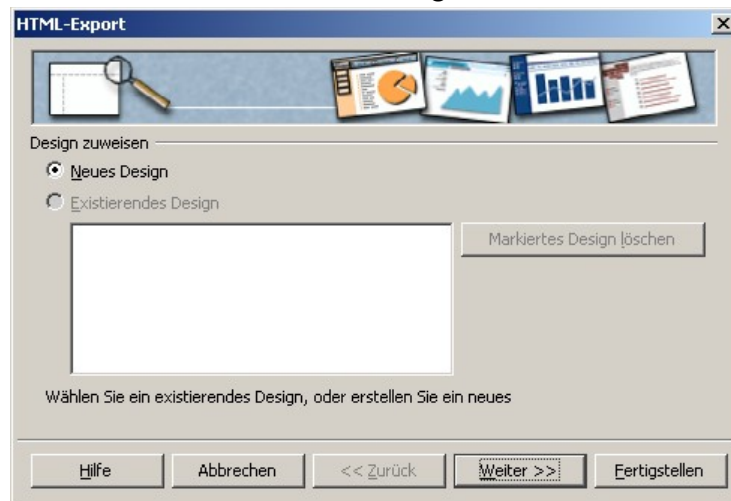 HTML-Export
Design zuweisen
Neues Design
Existierendes Design
Markiertes Design löschen
Wählen Sie ein existierendes Design, oder erstellen Sie ein neues
Hilfe
Abbrechen
<< Zurück
Weiter >>
Fertigstellen